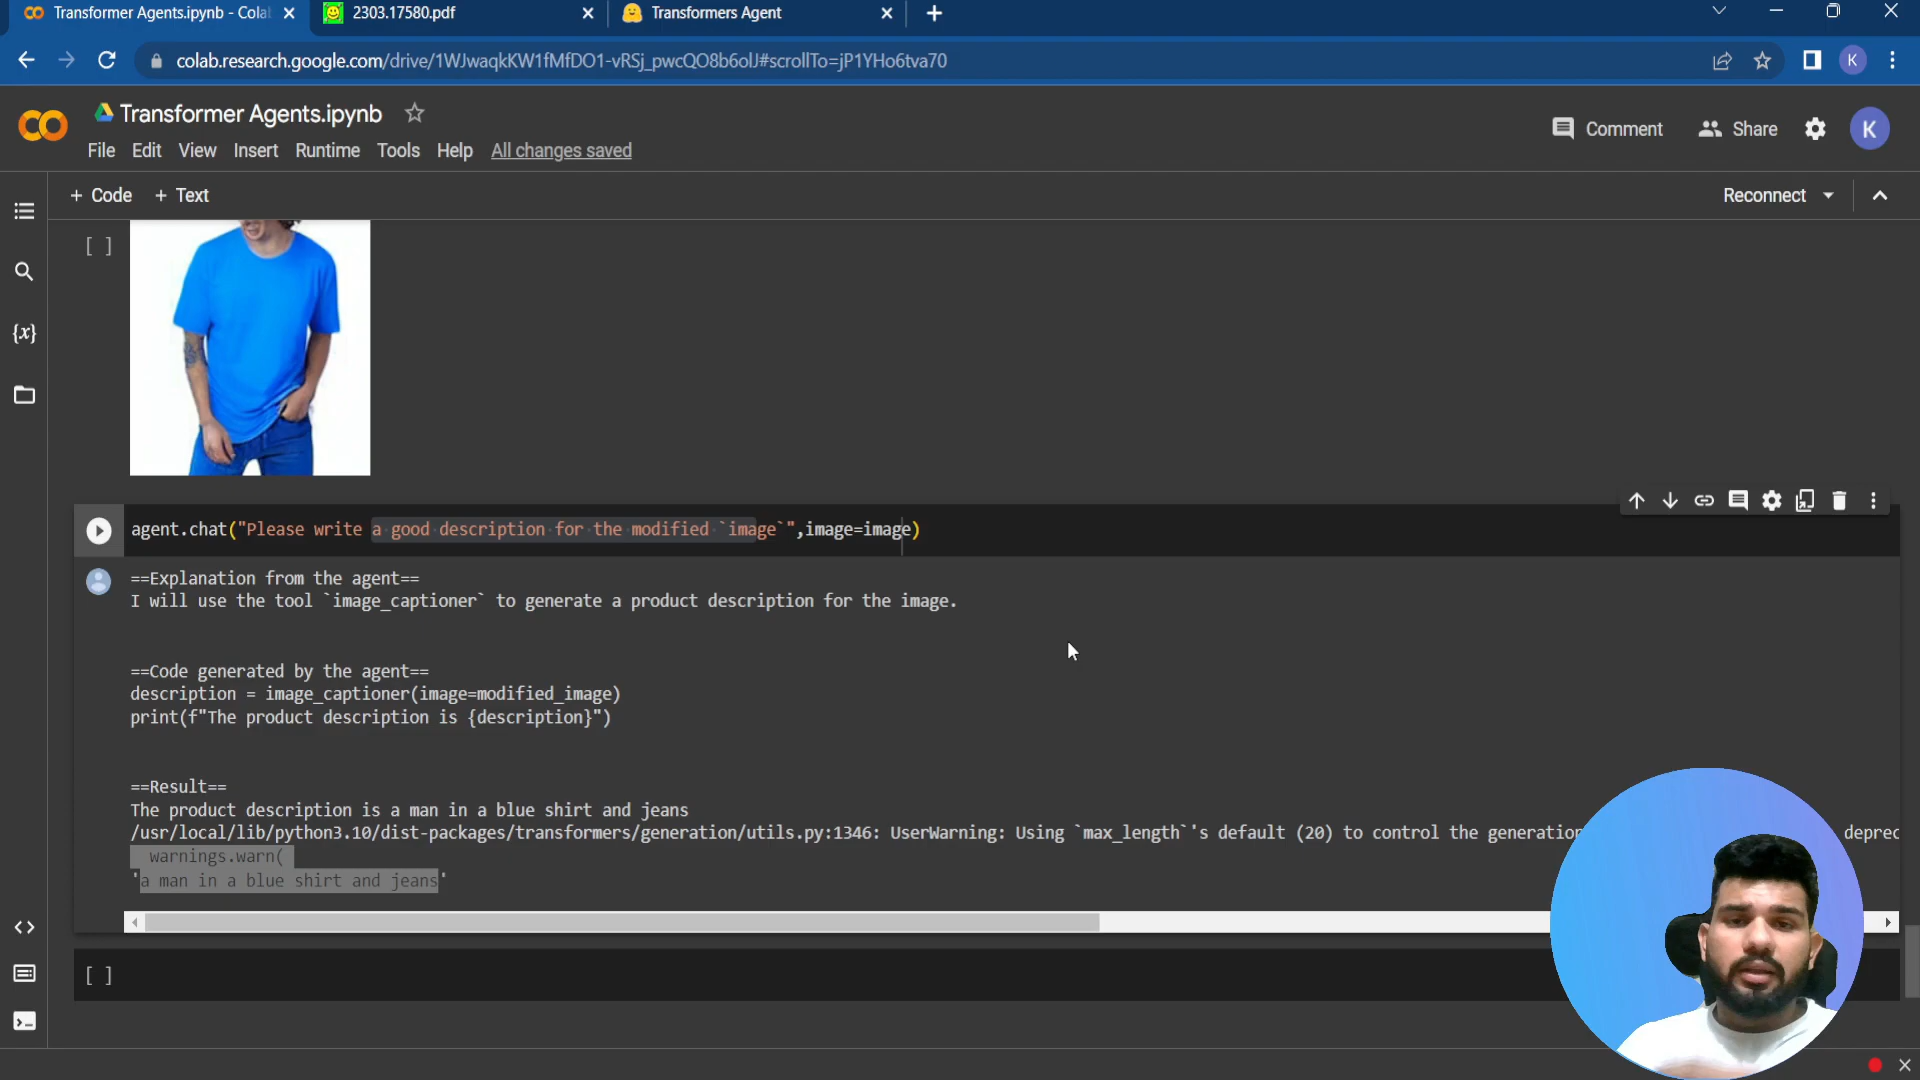 Transformer Agents.ipynb - Cola
2303.17580.pdf
Transformers Agent
colab.research.google.com/drive/1WJwaqkKW1fMfDO1-vRSj_pwcQO8b6olJ#scrollTo=jP1YHo6tva70
K
CO
Transformer Agents.ipynb
Comment
Share
K
File Edit View Insert Runtime Tools Help All changes saved
+ Code + Text
Reconnect
[ ]
{x}
agent.chat("Please write a good description for the modified `image`",image=image)
==Explanation from the agent==
I will use the tool `image_captioner` to generate a product description for the image.
==Code generated by the agent==
description = image_captioner(image=modified_image)
print(f"The product description is {description}")
==Result==
The product description is a man in a blue shirt and jeans
/usr/local/lib/python3.10/dist-packages/transformers/generation/utils.py:1346: UserWarning: Using `max_length`'s default (20) to control the generation deprec
warnings.warn(
'a man in a blue shirt and jeans'
[ ]